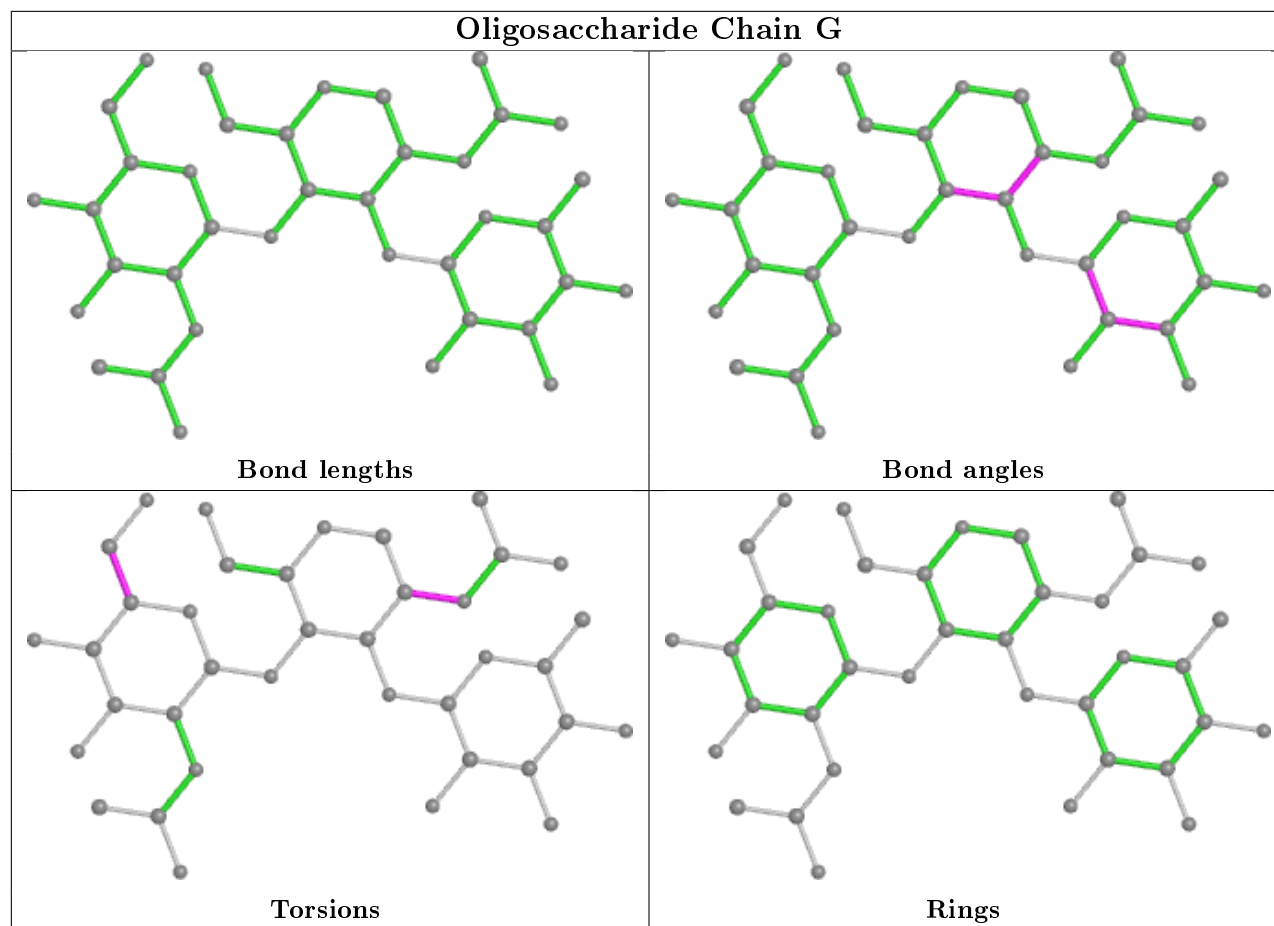 Oligosaccharide Chain G
Bond lengths
Bond angles
Torsions
Rings